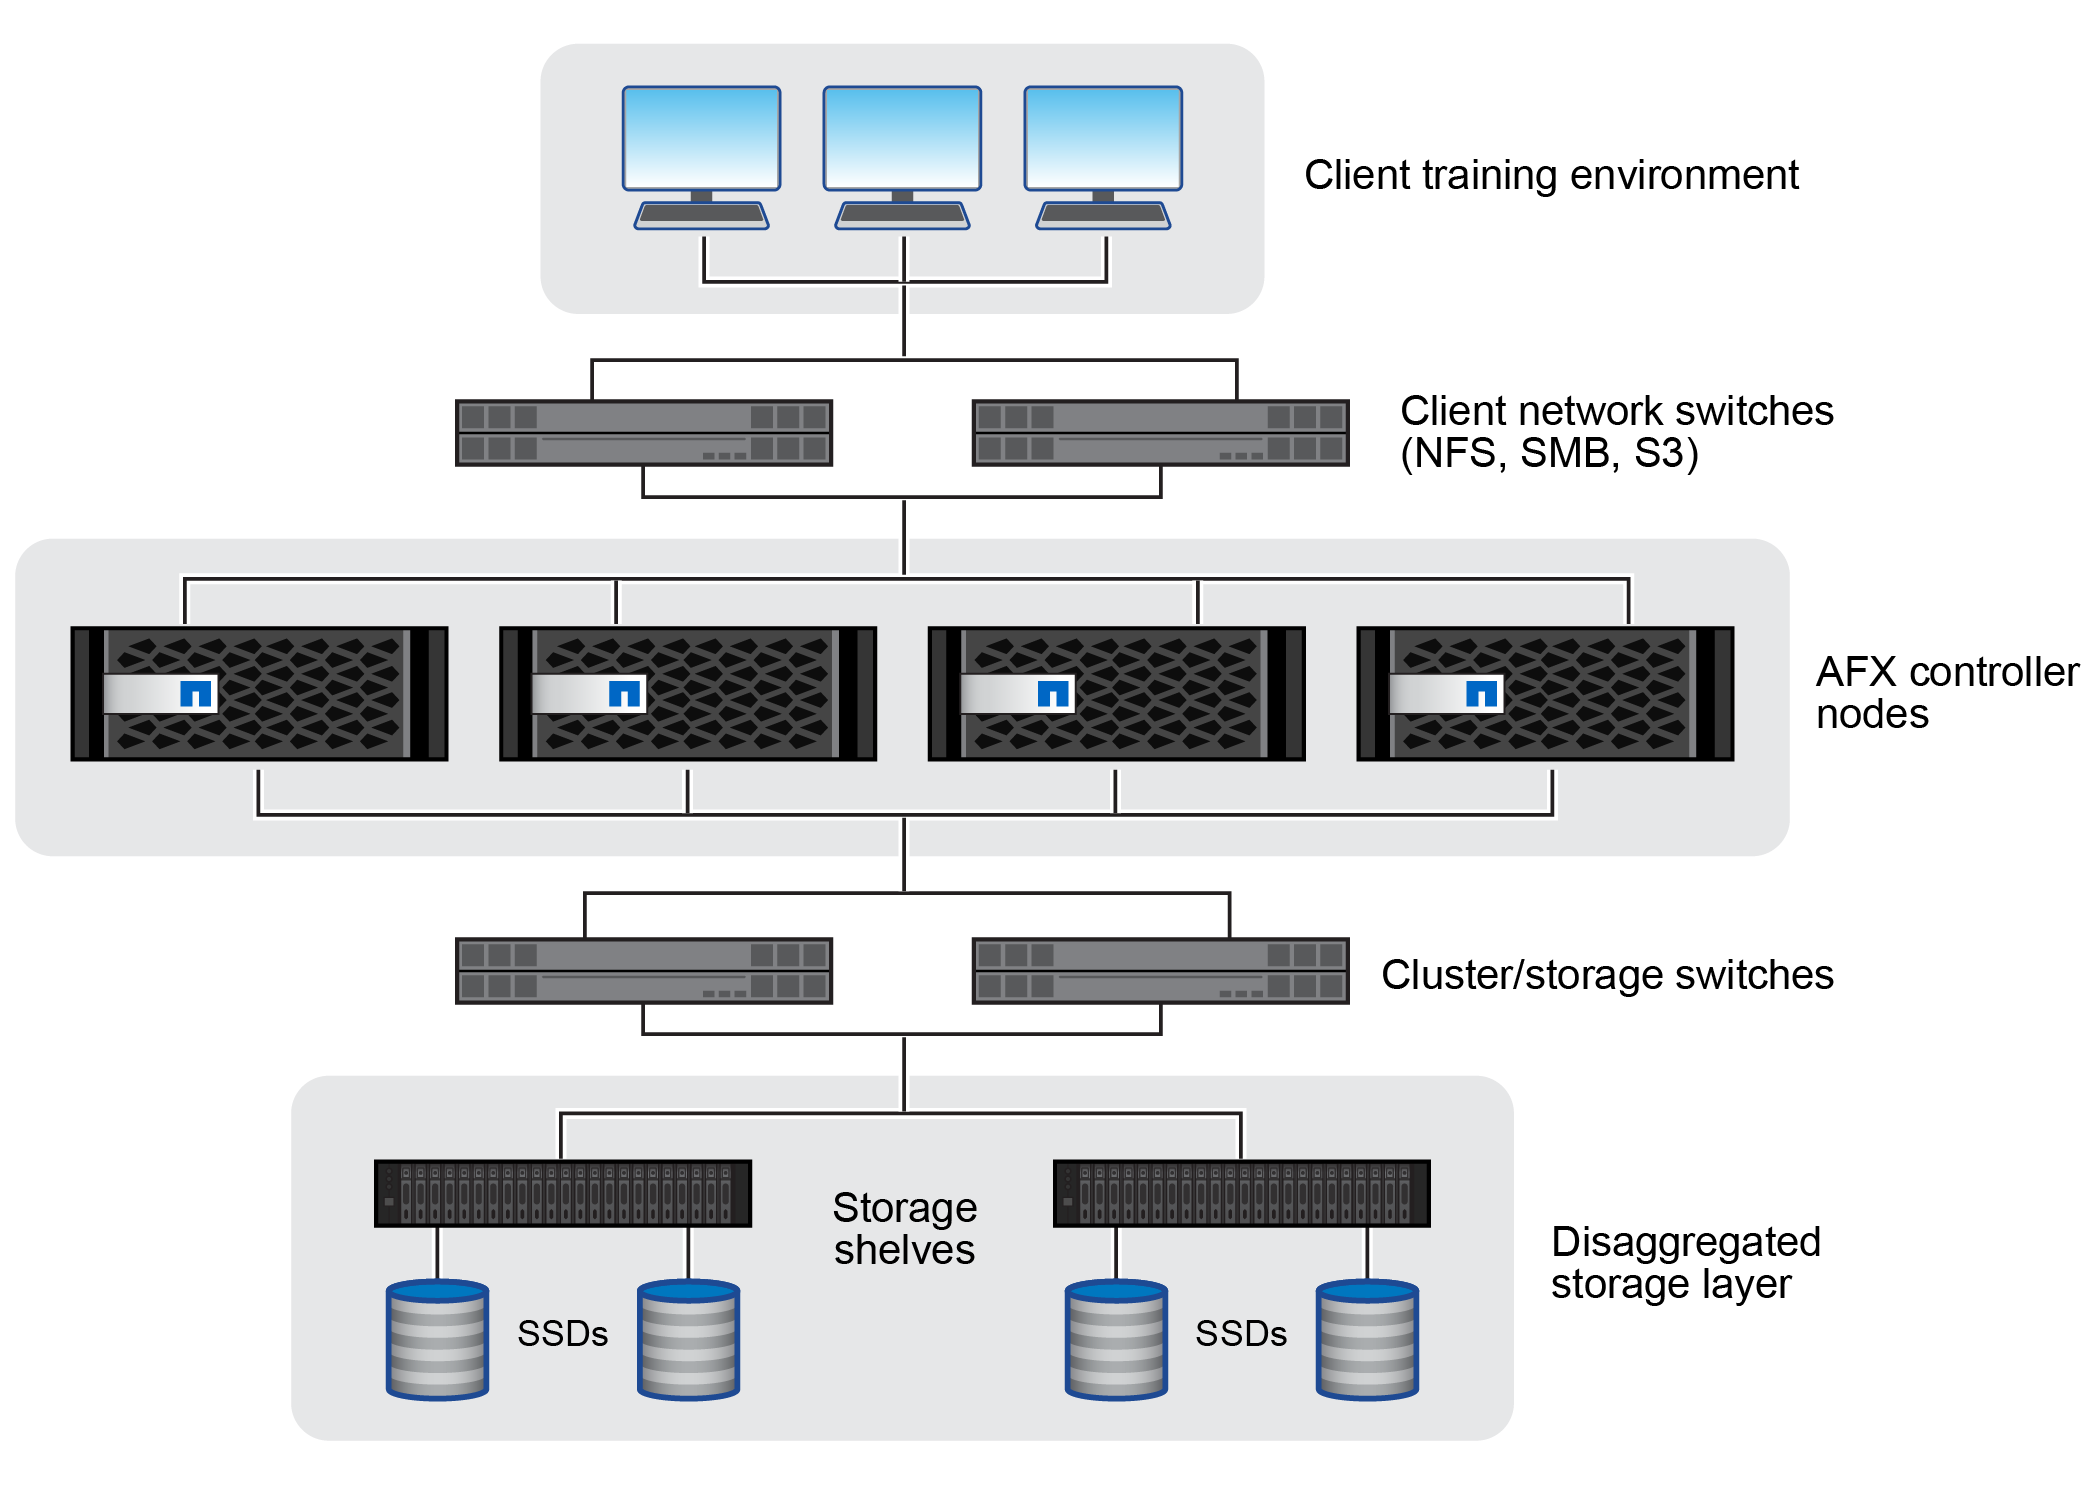 Client training environment
Client network switches
(NFS, SMB, S3)
AFX controller
nodes
Cluster/storage switches
Storage
shelves
Disaggregated
storage layer
SSDs
SSDs